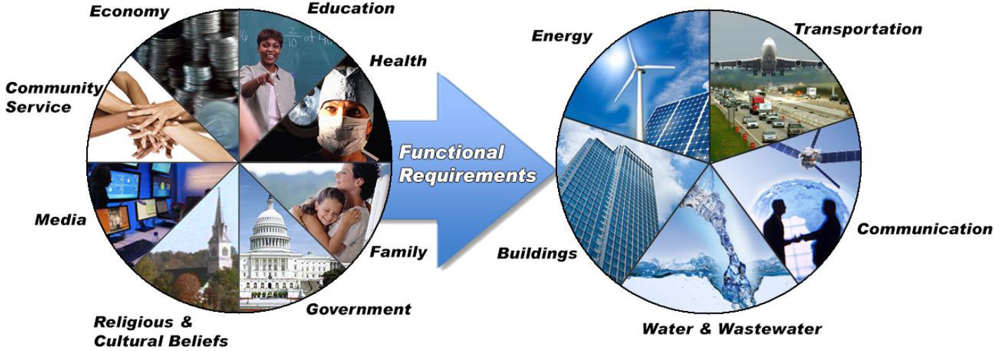 Economy
Education
Health
Community
Service
Media
Religious &
Cultural Beliefs
Government
Family
Functional
Requirements
Energy
Transportation
Buildings
Communication
Water & Wastewater